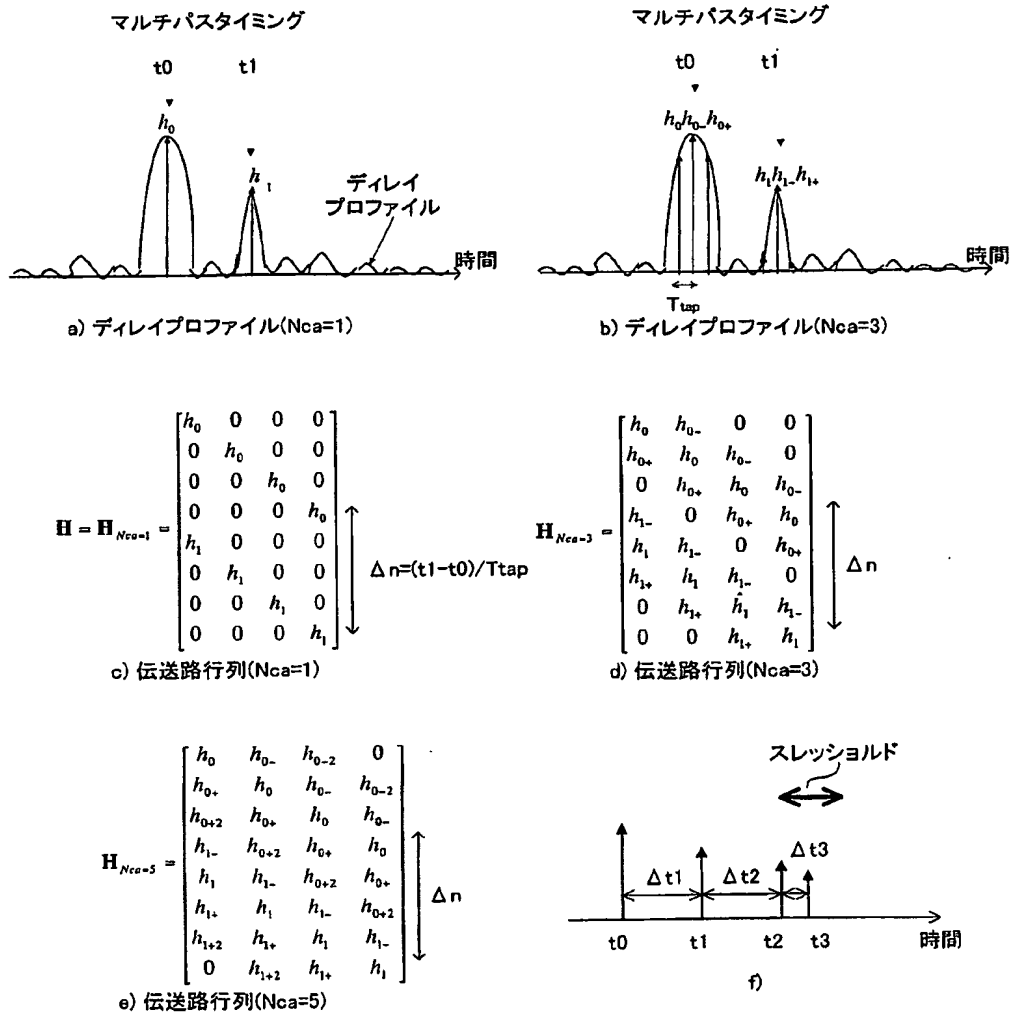 マルチパスタイミング
t0 t1
h₀
h₁
ディレイ
プロファイル
時間
a) ディレイプロファイル(Nca=1)
マルチパスタイミング
t0 t1
h₀h₀₋h₀₊
h₁h₁₋h₁₊
時間
Ttap
b) ディレイプロファイル(Nca=3)
H = H_{Nca=1} =
h₀ 0 0 0
0 h₀ 0 0
0 0 h₀ 0
0 0 0 h₀
h₁ 0 0 0
0 h₁ 0 0
0 0 h₁ 0
0 0 0 h₁
Δn=(t1-t0)/Ttap
c) 伝送路行列(Nca=1)
H_{Nca=3} =
h₀ h₀₋ 0 0
h₀₊ h₀ h₀₋ 0
0 h₀₊ h₀ h₀₋
h₁₋ 0 h₀₊ h₀
h₁ h₁₋ 0 h₀₊
h₁₊ h₁ h₁₋ 0
0 h₁₊ h₁ h₁₋
0 0 h₁₊ h₁
Δn
d) 伝送路行列(Nca=3)
H_{Nca=5} =
h₀ h₀₋ h₀₋₂ 0
h₀₊ h₀ h₀₋ h₀₋₂
h₀₊₂ h₀₊ h₀ h₀₋
h₁₋ h₀₊₂ h₀₊ h₀
h₁ h₁₋ h₀₊₂ h₀₊
h₁₊ h₁ h₁₋ h₀₊₂
h₁₊₂ h₁₊ h₁ h₁₋
0 h₁₊₂ h₁₊ h₁
Δn
e) 伝送路行列(Nca=5)
スレッショルド
Δt1 Δt2 Δt3
t0 t1 t2 t3 時間
f)